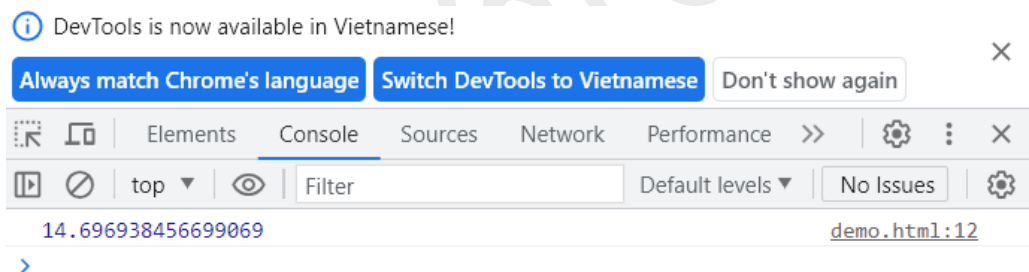 DevTools is now available in Vietnamese!
Always match Chrome's language Switch DevTools to Vietnamese Don't show again
Elements Console Sources Network Performance
top Filter Default levels No Issues
14.696938456699069 demo.html:12